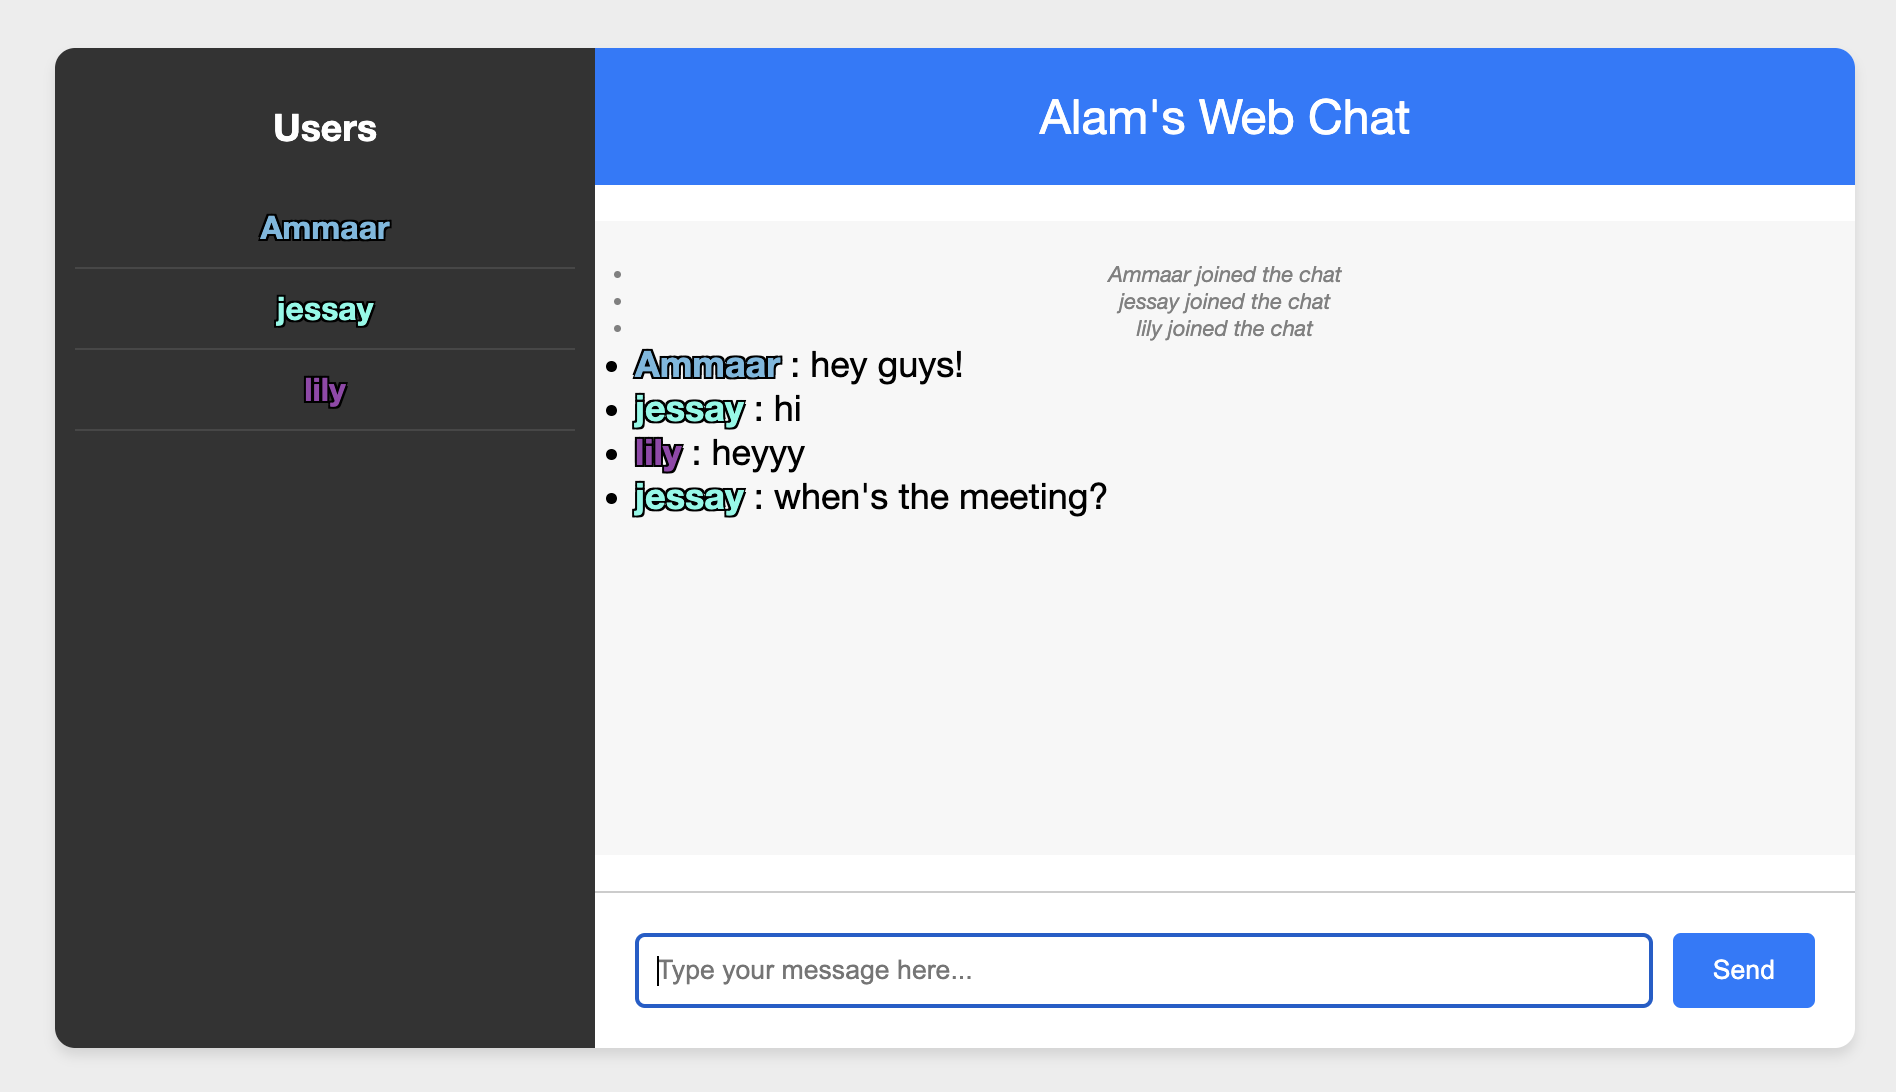 Users
Ammaar
jessay
lily
Alam's Web Chat
Ammaar joined the chat
jessay joined the chat
lily joined the chat
Ammaar : hey guys!
jessay : hi
lily : heyyy
jessay : when's the meeting?
Type your message here...
Send